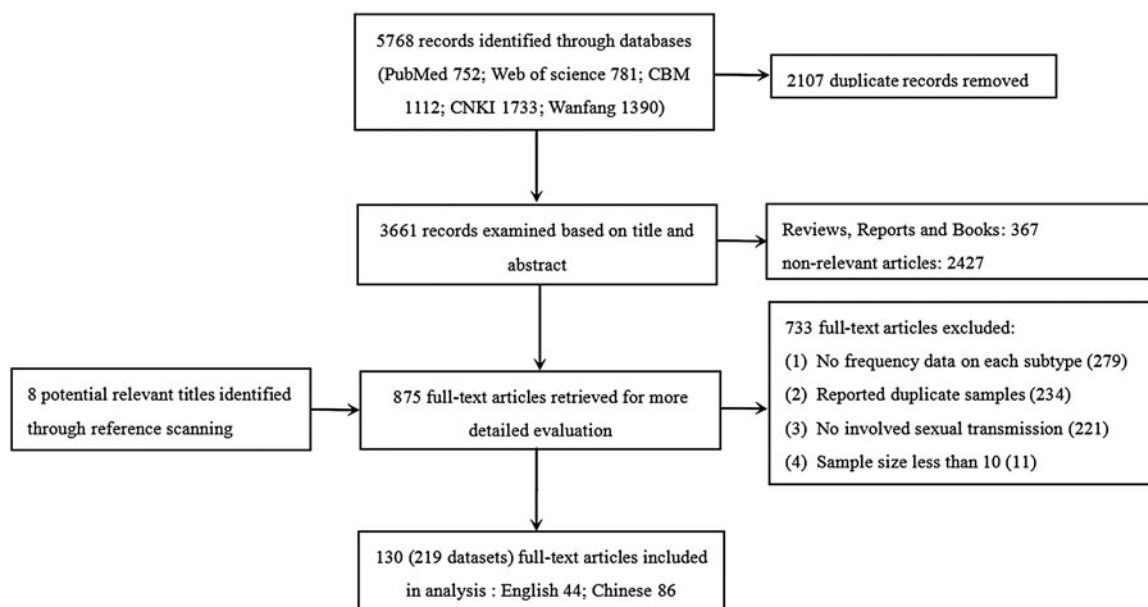 5768 records identified through databases
(PubMed 752; Web of science 781; CBM
1112; CNKI 1733; Wanfang 1390)
2107 duplicate records removed
3661 records examined based on title and
abstract
Reviews, Reports and Books: 367
non-relevant articles: 2427
8 potential relevant titles identified
through reference scanning
875 full-text articles retrieved for more
detailed evaluation
733 full-text articles excluded:
(1) No frequency data on each subtype (279)
(2) Reported duplicate samples (234)
(3) No involved sexual transmission (221)
(4) Sample size less than 10 (11)
130 (219 datasets) full-text articles included
in analysis : English 44; Chinese 86